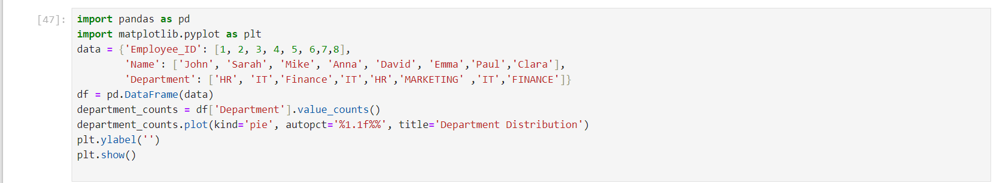 [47]: import pandas as pd
import matplotlib.pyplot as plt
data = {'Employee_ID': [1, 2, 3, 4, 5, 6,7,8],
        'Name': ['John', 'Sarah', 'Mike', 'Anna', 'David', 'Emma','Paul','Clara'],
        'Department': ['HR', 'IT','Finance','IT','HR','MARKETING' ,'IT','FINANCE']}
df = pd.DataFrame(data)
department_counts = df['Department'].value_counts()
department_counts.plot(kind='pie', autopct='%1.1f%%', title='Department Distribution')
plt.ylabel('')
plt.show()